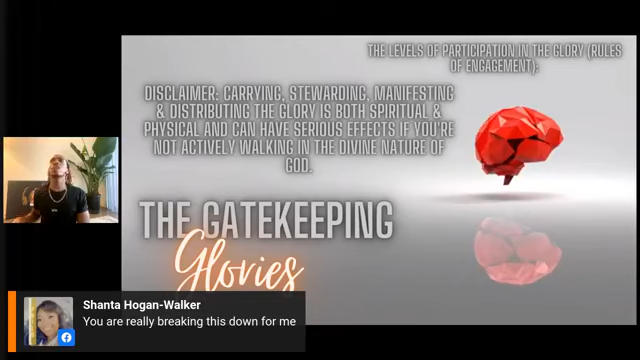 THE LEVELS OF PARTICIPATION IN THE GLORY (RULES
OF ENGAGEMENT):
DISCLAIMER: CARRYING, STEWARDING, MANIFESTING
& DISTRIBUTING THE GLORY IS BOTH SPIRITUAL &
PHYSICAL AND CAN HAVE SERIOUS EFFECTS IF YOU'RE
NOT ACTIVELY WALKING IN THE DIVINE NATURE OF
GOD.
THE GATEKEEPING
Glories
Shanta Hogan-Walker
You are really breaking this down for me